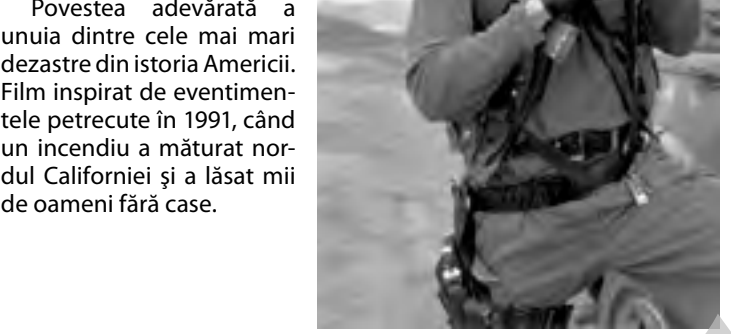 Povestea adevărată a
unuia dintre cele mai mari
dezastre din istoria Americii.
Film inspirat de eventimen-
tele petrecute în 1991, când
un incendiu a măturat nor-
dul Californiei şi a lăsat mii
de oameni fără case.